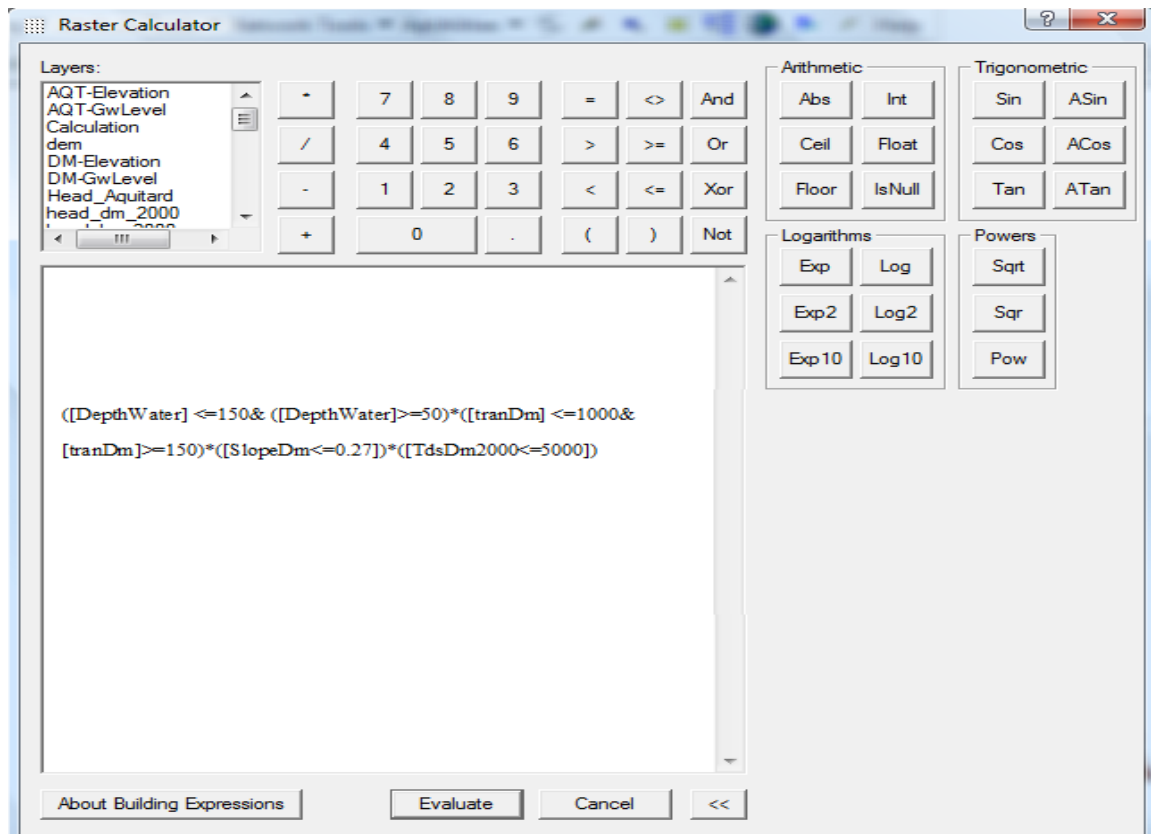 Raster Calculator
Layers:
AQT-Elevation
AQT-GwLevel
Calculation
dem
DM-Elevation
DM-GwLevel
Head_Aquitard
head_dm_2000
* 7 8 9 = <> And
/ 4 5 6 > >= Or
- 1 2 3 < <= Xor
+ 0 . ( ) Not
Arithmetic
Abs Int
Ceil Float
Floor IsNull
Trigonometric
Sin ASin
Cos ACos
Tan ATan
Logarithms
Exp Log
Exp2 Log2
Exp10 Log10
Powers
Sqrt
Sqr
Pow
([DepthWater] <=150& ([DepthWater]>=50)*([tranDm] <=1000&
[tranDm]>=150)*([SlopeDm<=0.27])*([TdsDm2000<=5000])
About Building Expressions Evaluate Cancel <<